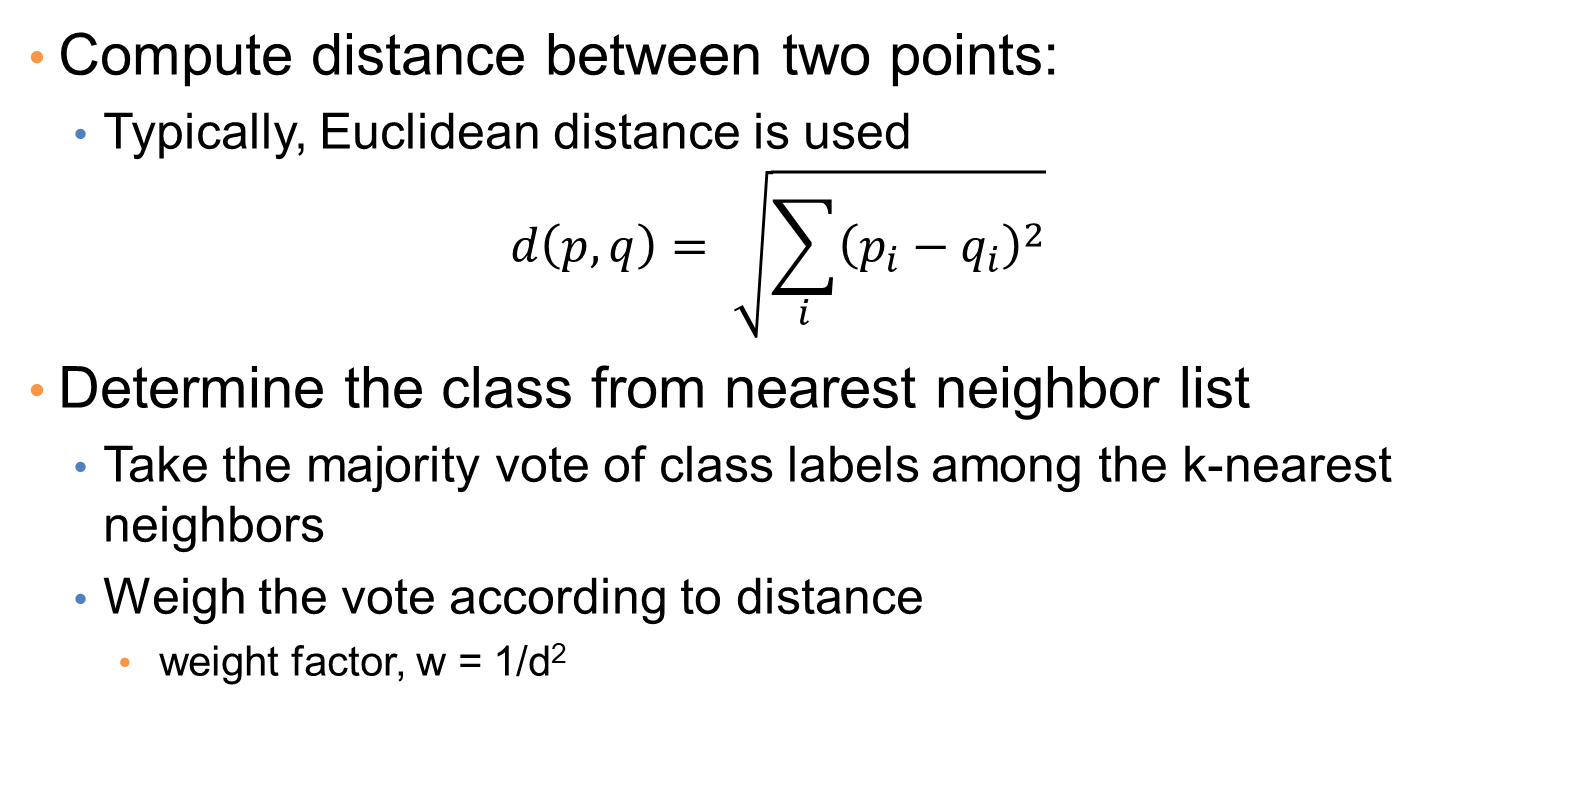 • Compute distance between two points:
• Typically, Euclidean distance is used
d(p, q) = √∑ᵢ(pᵢ − qᵢ)²
• Determine the class from nearest neighbor list
• Take the majority vote of class labels among the k-nearest
neighbors
• Weigh the vote according to distance
• weight factor, w = 1/d²